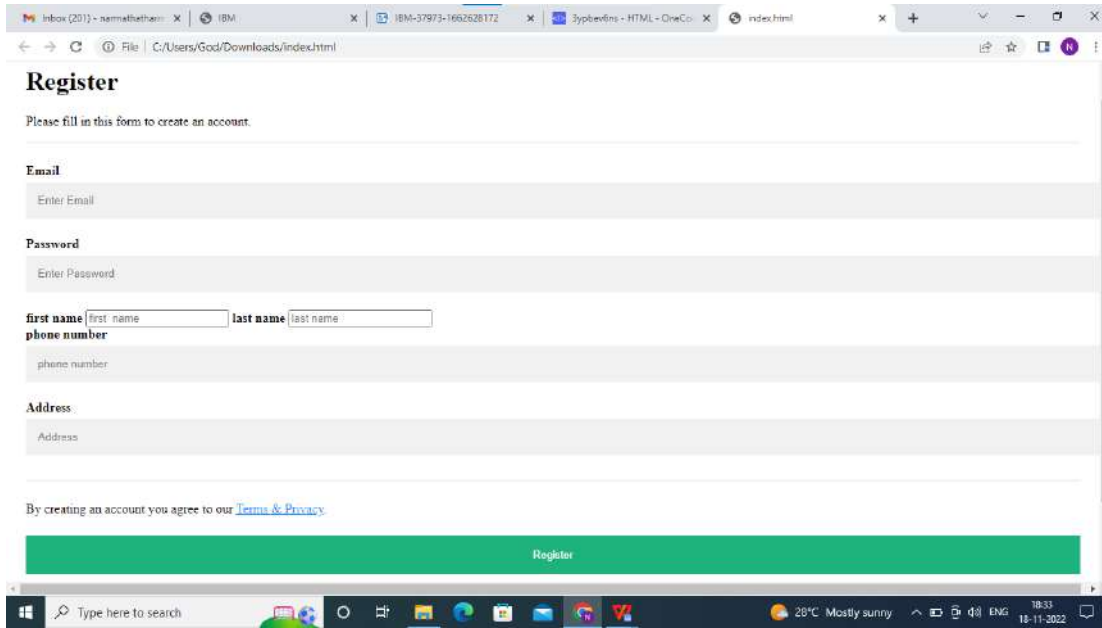 Inbox (201) - narmathathar
IBM
IBM-37973-1662628172
3ypbevfins - HTML - OneCo
index.html
File | C:/Users/God/Downloads/index.html
N
Register
Please fill in this form to create an account.
Email
Enter Email
Password
Enter Password
first name first name last name last name
phone number
phone number
Address
Address
By creating an account you agree to our Terms & Privacy.
Register
Type here to search
28°C Mostly sunny
ENG
18:33
18-11-2022